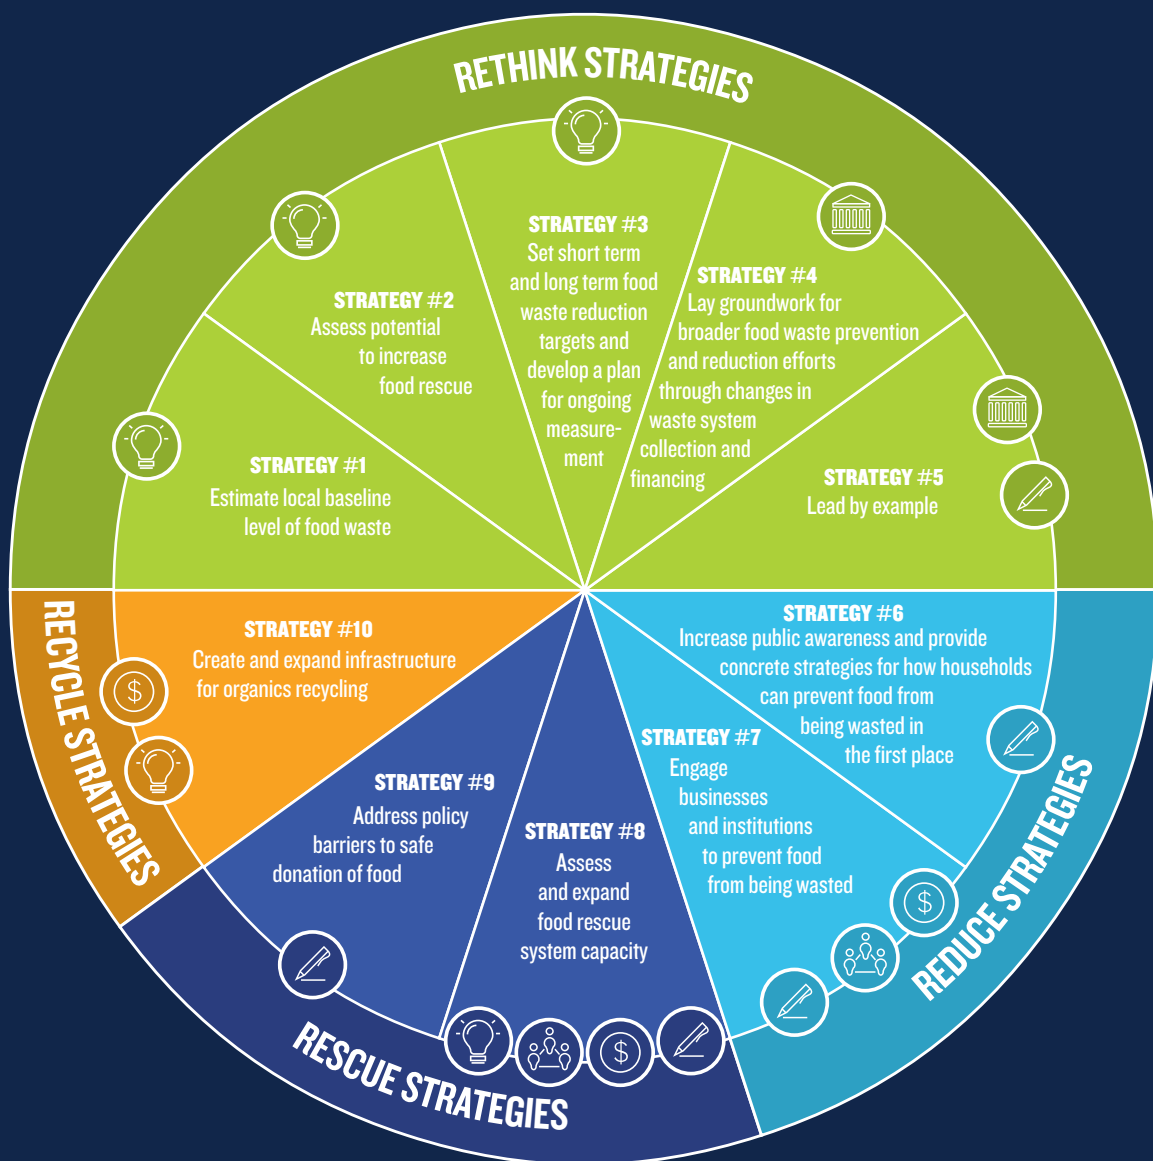 RETHINK STRATEGIES
STRATEGY #1
Estimate local baseline
level of food waste
STRATEGY #2
Assess potential
to increase
food rescue
STRATEGY #3
Set short term
and long term food
waste reduction
targets and
develop a plan
for ongoing
measure-
ment
STRATEGY #4
Lay groundwork for
broader food waste prevention
and reduction efforts
through changes in
waste system
collection and
financing
STRATEGY #5
Lead by example
REDUCE STRATEGIES
STRATEGY #6
Increase public awareness and provide
concrete strategies for how households
can prevent food from
being wasted in
the first place
STRATEGY #7
Engage
businesses
and institutions
to prevent food
from being wasted
$
RESCUE STRATEGIES
STRATEGY #8
Assess
and expand
food rescue
system capacity
$
STRATEGY #9
Address policy
barriers to safe
donation of food
RECYCLE STRATEGIES
STRATEGY #10
Create and expand infrastructure
for organics recycling
$